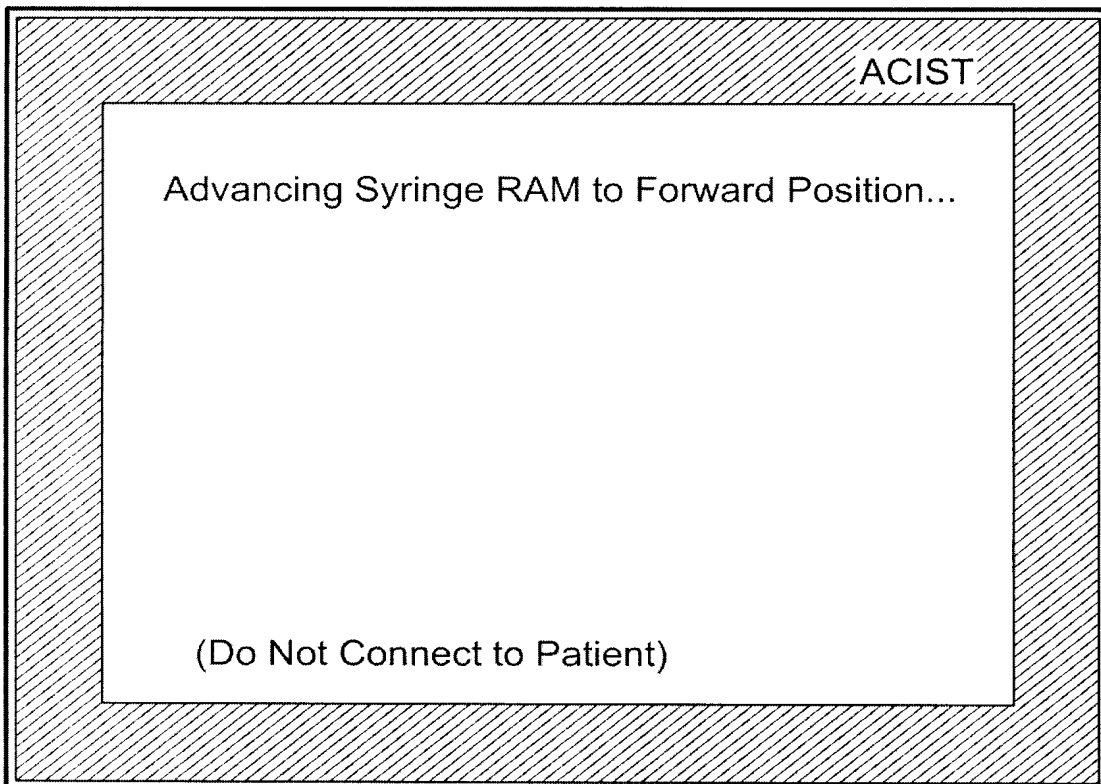 ACIST
Advancing Syringe RAM to Forward Position...
(Do Not Connect to Patient)